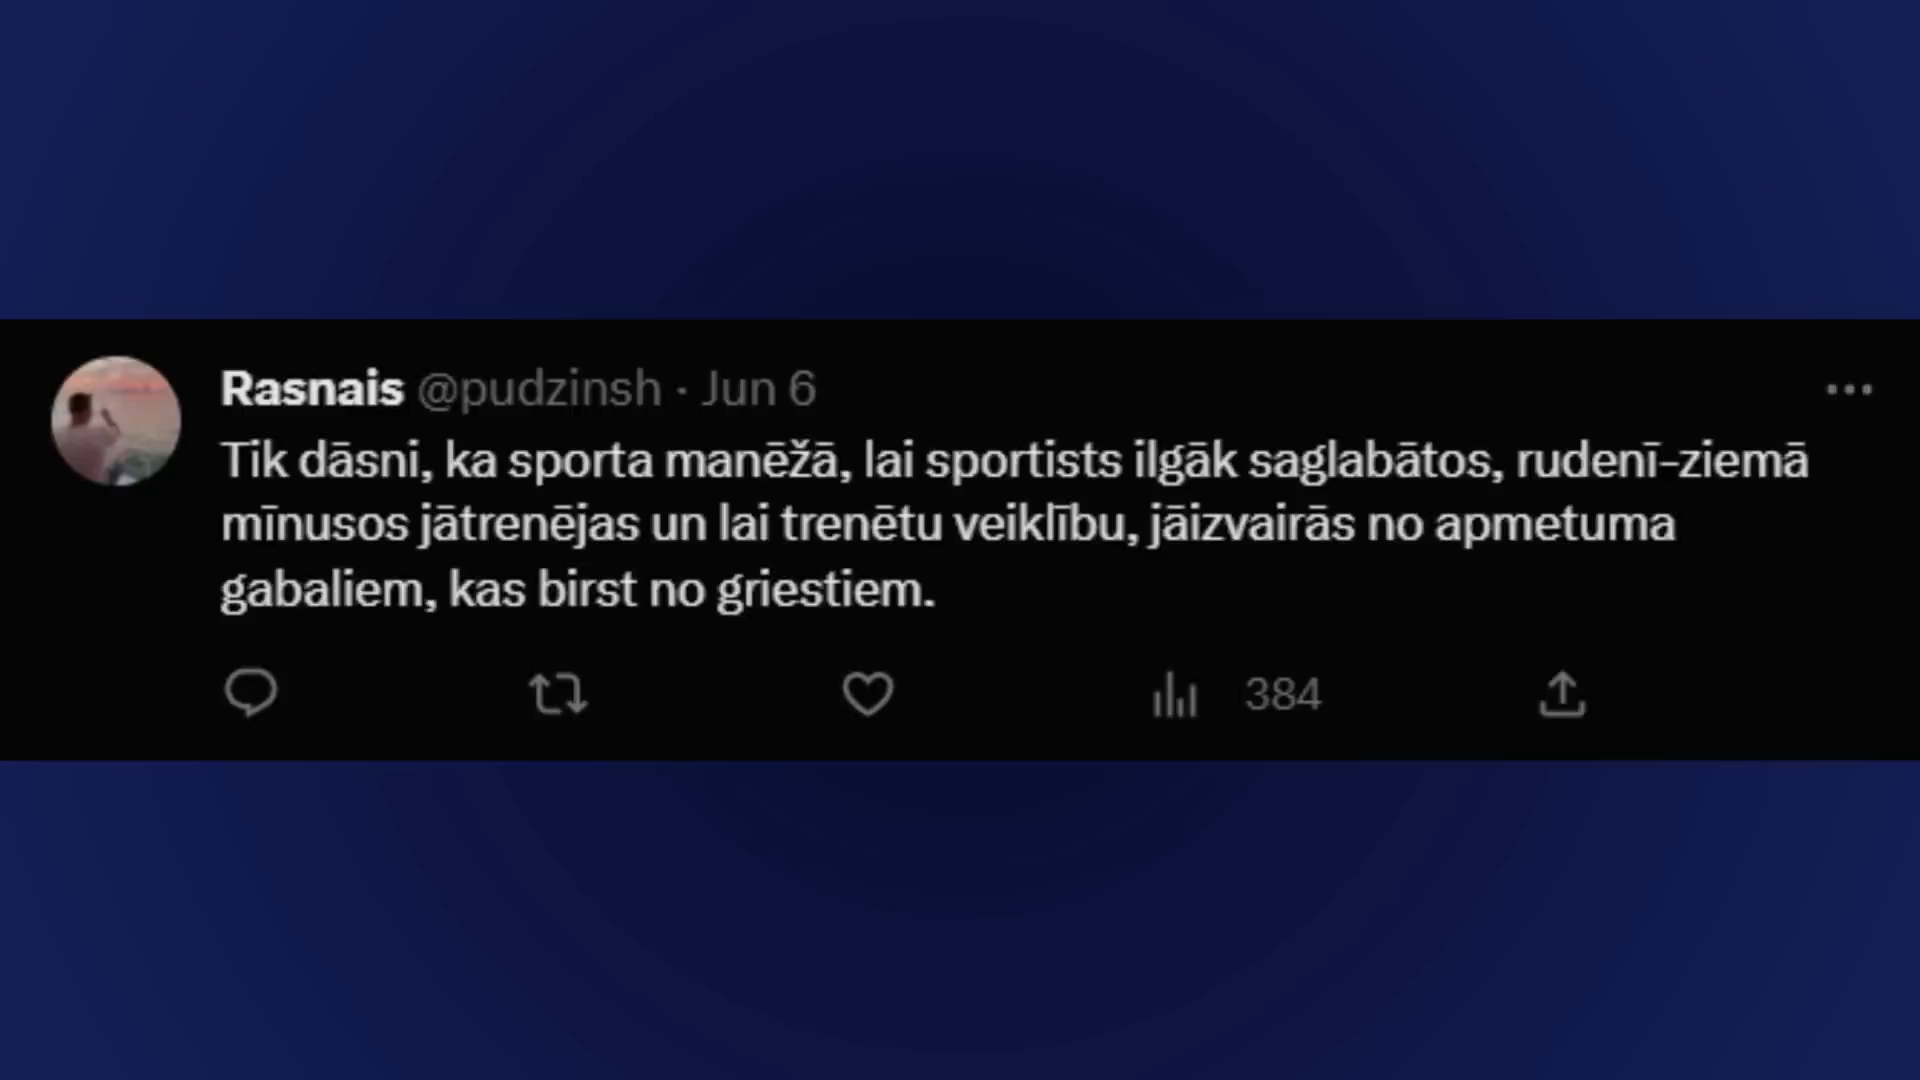 Rasnais @pudzinsh · Jun 6
Tik dāsni, ka sporta manēžā, lai sportists ilgāk saglabātos, rudenī-ziemā
mīnusos jātrenējas un lai trenētu veiklību, jāizvairās no apmetuma
gabaliem, kas birst no griestiem.
384